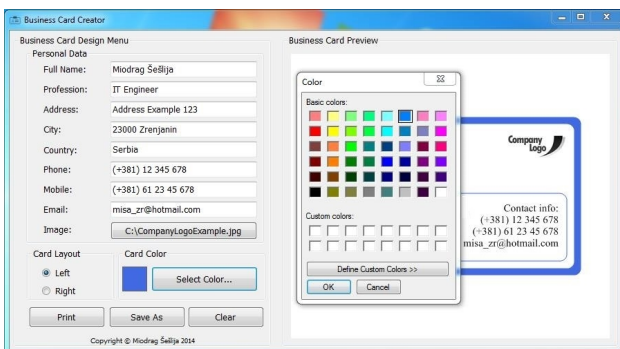 Business Card Creator
Business Card Design Menu
Personal Data
Full Name: Miodrag Šešlija
Profession: IT Engineer
Address: Address Example 123
City: 23000 Zrenjanin
Country: Serbia
Phone: (+381) 12 345 678
Mobile: (+381) 61 23 45 678
Email: misa_zr@hotmail.com
Image: C:\CompanyLogoExample.jpg
Card Layout
Left
Right
Card Color
Select Color...
Print Save As Clear
Copyright © Miodrag Šešlija 2014
Business Card Preview
Color
Basic colors:
Custom colors:
Define Custom Colors >>
OK Cancel
Company
Logo
Contact info:
(+381) 12 345 678
(+381) 61 23 45 678
misa_zr@hotmail.com